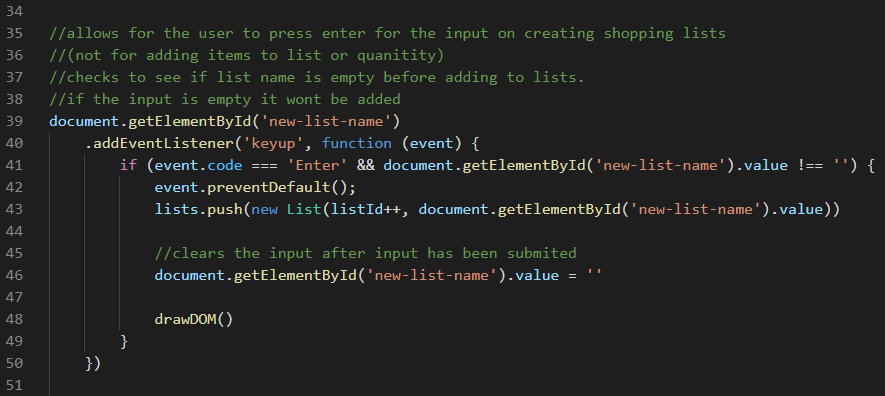 34
35 //allows for the user to press enter for the input on creating shopping lists
36 //(not for adding items to list or quanitity)
37 //checks to see if list name is empty before adding to lists.
38 //if the input is empty it wont be added
39 document.getElementById('new-list-name')
40     .addEventListener('keyup', function (event) {
41         if (event.code === 'Enter' && document.getElementById('new-list-name').value !== '') {
42             event.preventDefault();
43             lists.push(new List(listId++, document.getElementById('new-list-name').value))
44
45             //clears the input after input has been submited
46             document.getElementById('new-list-name').value = ''
47
48             drawDOM()
49         }
50     })
51